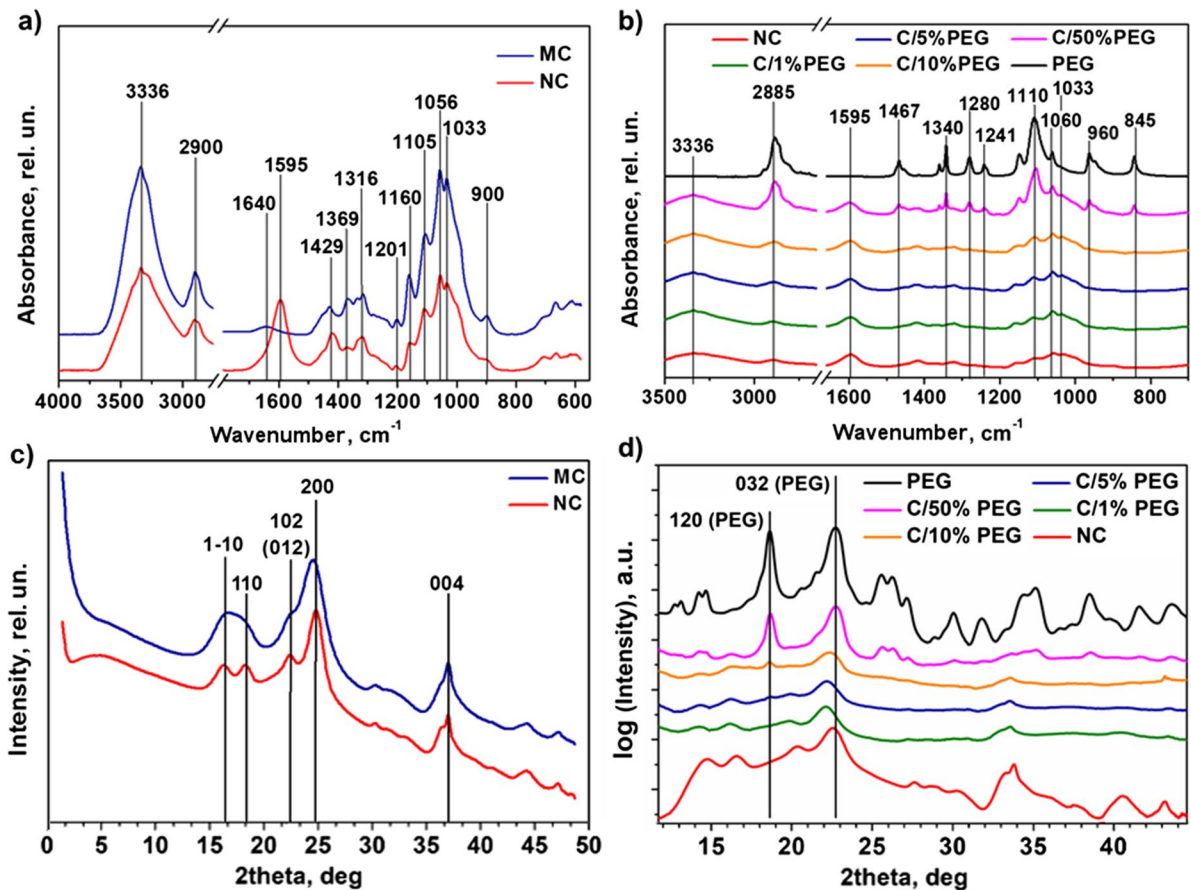 a)
3336
2900
1640
1595
1429
1369
1316
1201
1160
1105
1056
1033
900
MC
NC
Absorbance, rel. un.
4000 3000 1600 1400 1200 1000 800 600
Wavenumber, cm⁻¹
b)
NC C/5%PEG C/50%PEG
C/1%PEG C/10%PEG PEG
3336
2885
1595
1467
1340
1280
1241
1110
1060
1033
960
845
Absorbance, rel. un.
3500 3000 1600 1400 1200 1000 800
Wavenumber, cm⁻¹
c)
1-10
110
102
(012)
200
004
MC
NC
Intensity, rel. un.
0 5 10 15 20 25 30 35 40 45 50
2theta, deg
d)
120 (PEG)
032 (PEG)
PEG C/5% PEG
C/50% PEG C/1% PEG
C/10% PEG NC
log (Intensity), a.u.
15 20 25 30 35 40
2theta, deg